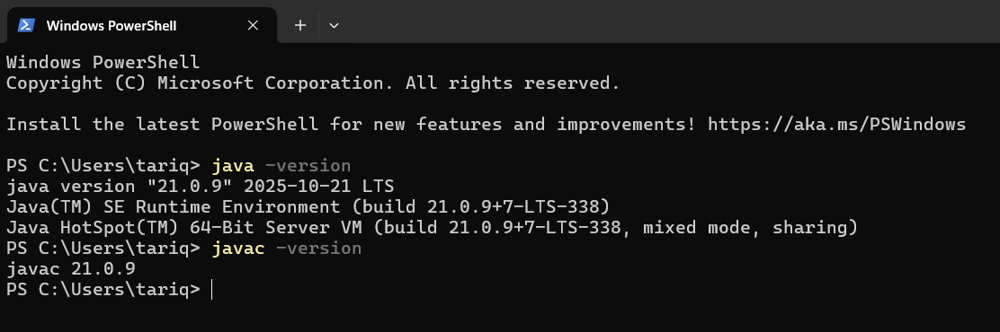 Windows PowerShell
Windows PowerShell
Copyright (C) Microsoft Corporation. All rights reserved.
Install the latest PowerShell for new features and improvements! https://aka.ms/PSWindows
PS C:\Users\tariq> java -version
java version "21.0.9" 2025-10-21 LTS
Java(TM) SE Runtime Environment (build 21.0.9+7-LTS-338)
Java HotSpot(TM) 64-Bit Server VM (build 21.0.9+7-LTS-338, mixed mode, sharing)
PS C:\Users\tariq> javac -version
javac 21.0.9
PS C:\Users\tariq>